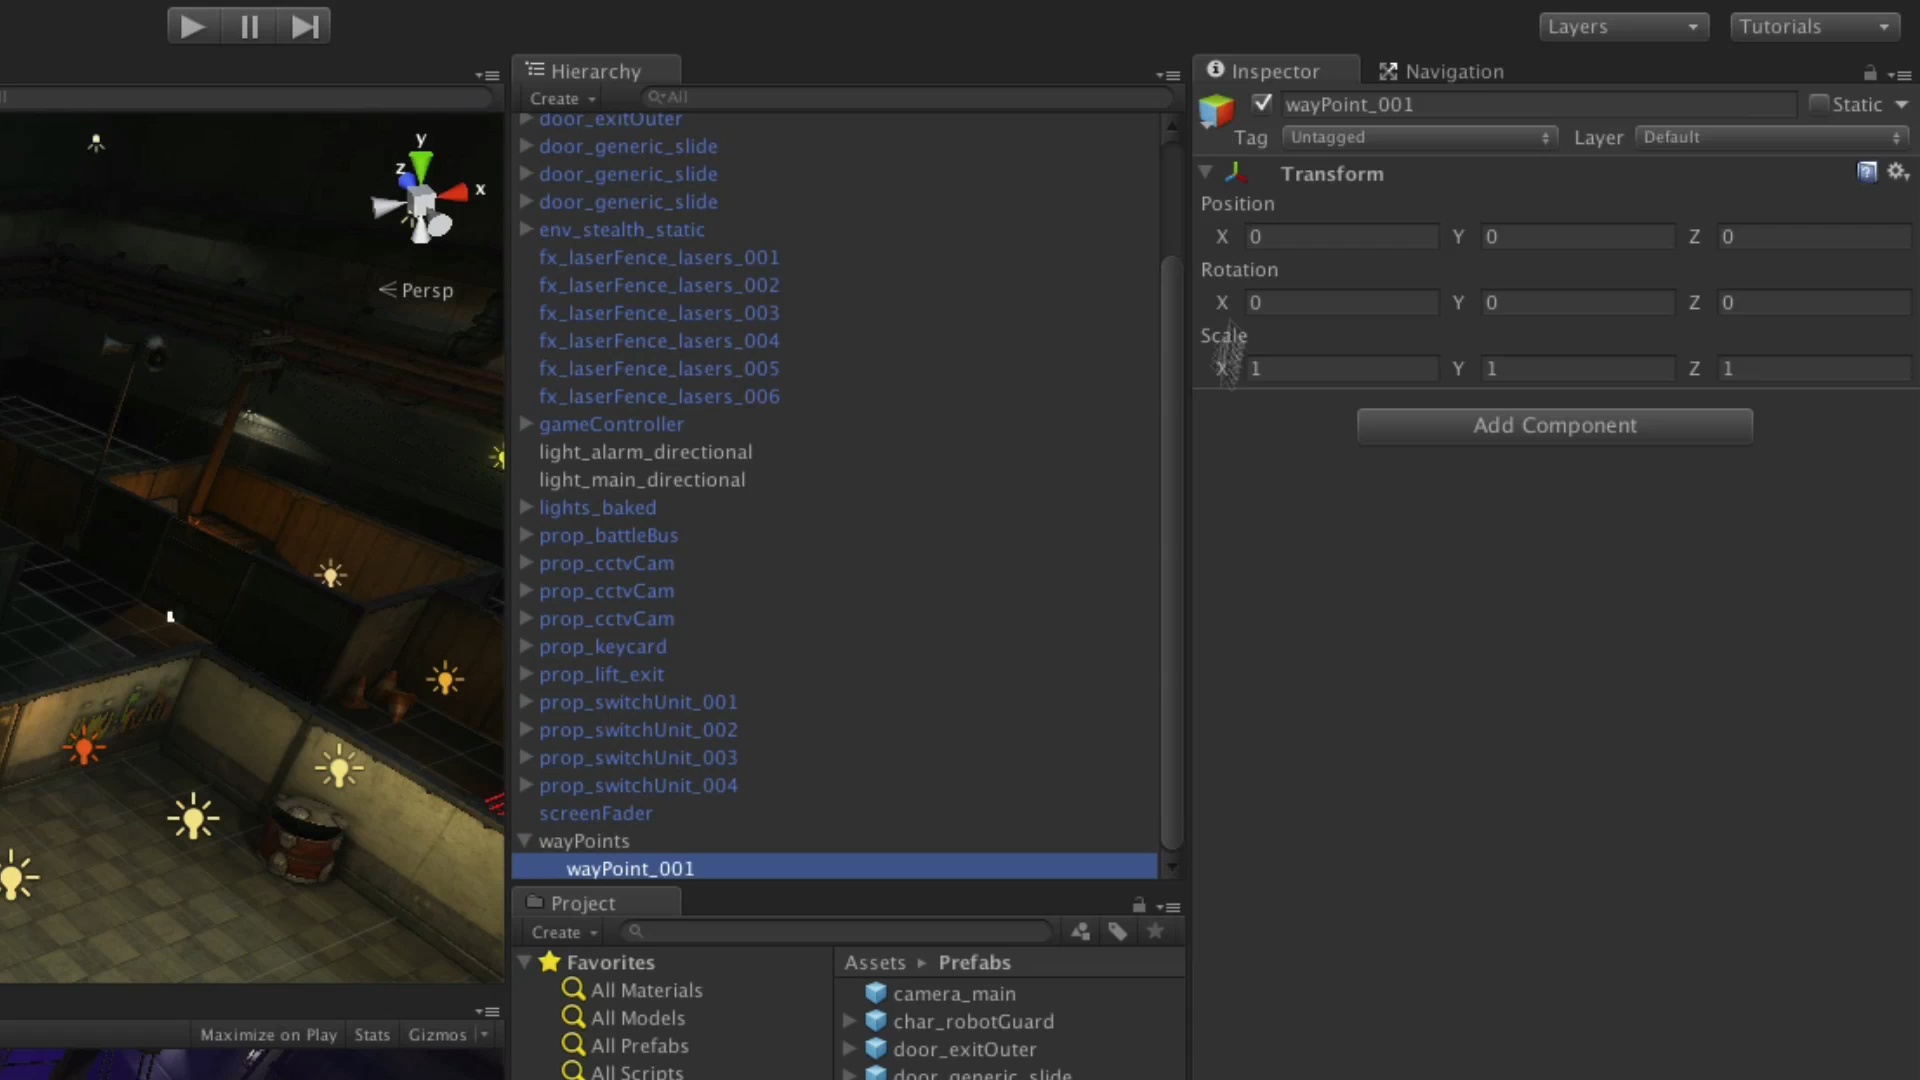 Layers
Tutorials
Hierarchy
Inspector
Navigation
Create
All
wayPoint_001
Static
Tag
Untagged
Layer
Default
door_exitOuter
door_generic_slide
door_generic_slide
door_generic_slide
env_stealth_static
fx_laserFence_lasers_001
fx_laserFence_lasers_002
fx_laserFence_lasers_003
fx_laserFence_lasers_004
fx_laserFence_lasers_005
fx_laserFence_lasers_006
gameController
light_alarm_directional
light_main_directional
lights_baked
prop_battleBus
prop_cctvCam
prop_cctvCam
prop_cctvCam
prop_keycard
prop_lift_exit
prop_switchUnit_001
prop_switchUnit_002
prop_switchUnit_003
prop_switchUnit_004
screenFader
wayPoints
wayPoint_001
y
z
x
Persp
Transform
Position
X 0 Y 0 Z 0
Rotation
X 0 Y 0 Z 0
Scale
X 1 Y 1 Z 1
Add Component
Project
Create
Favorites
All Materials
All Models
All Prefabs
All Scripts
Assets
Prefabs
camera_main
char_robotGuard
door_exitOuter
door_generic_slide
Maximize on Play
Stats
Gizmos